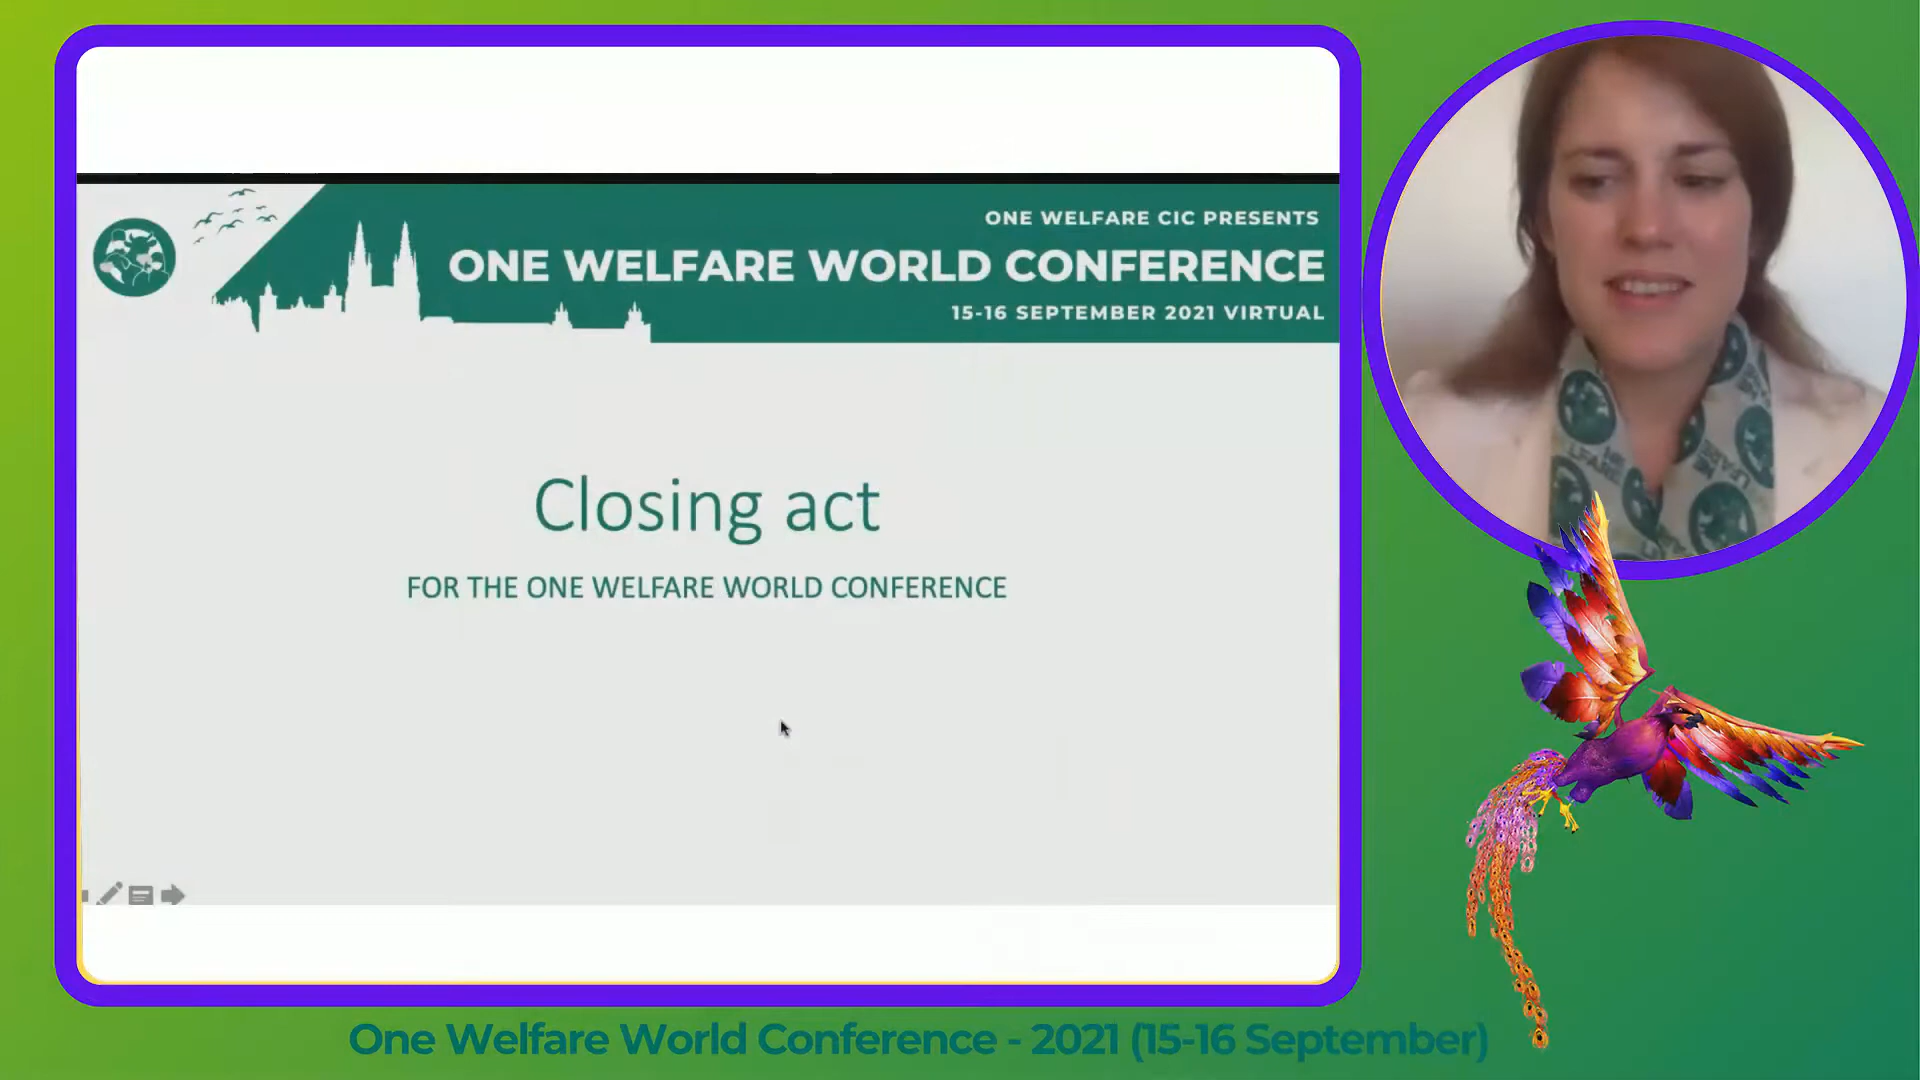 ONE WELFARE CIC PRESENTS
ONE WELFARE WORLD CONFERENCE
15-16 SEPTEMBER 2021 VIRTUAL
Closing act
FOR THE ONE WELFARE WORLD CONFERENCE
One Welfare World Conference - 2021 (15-16 September)